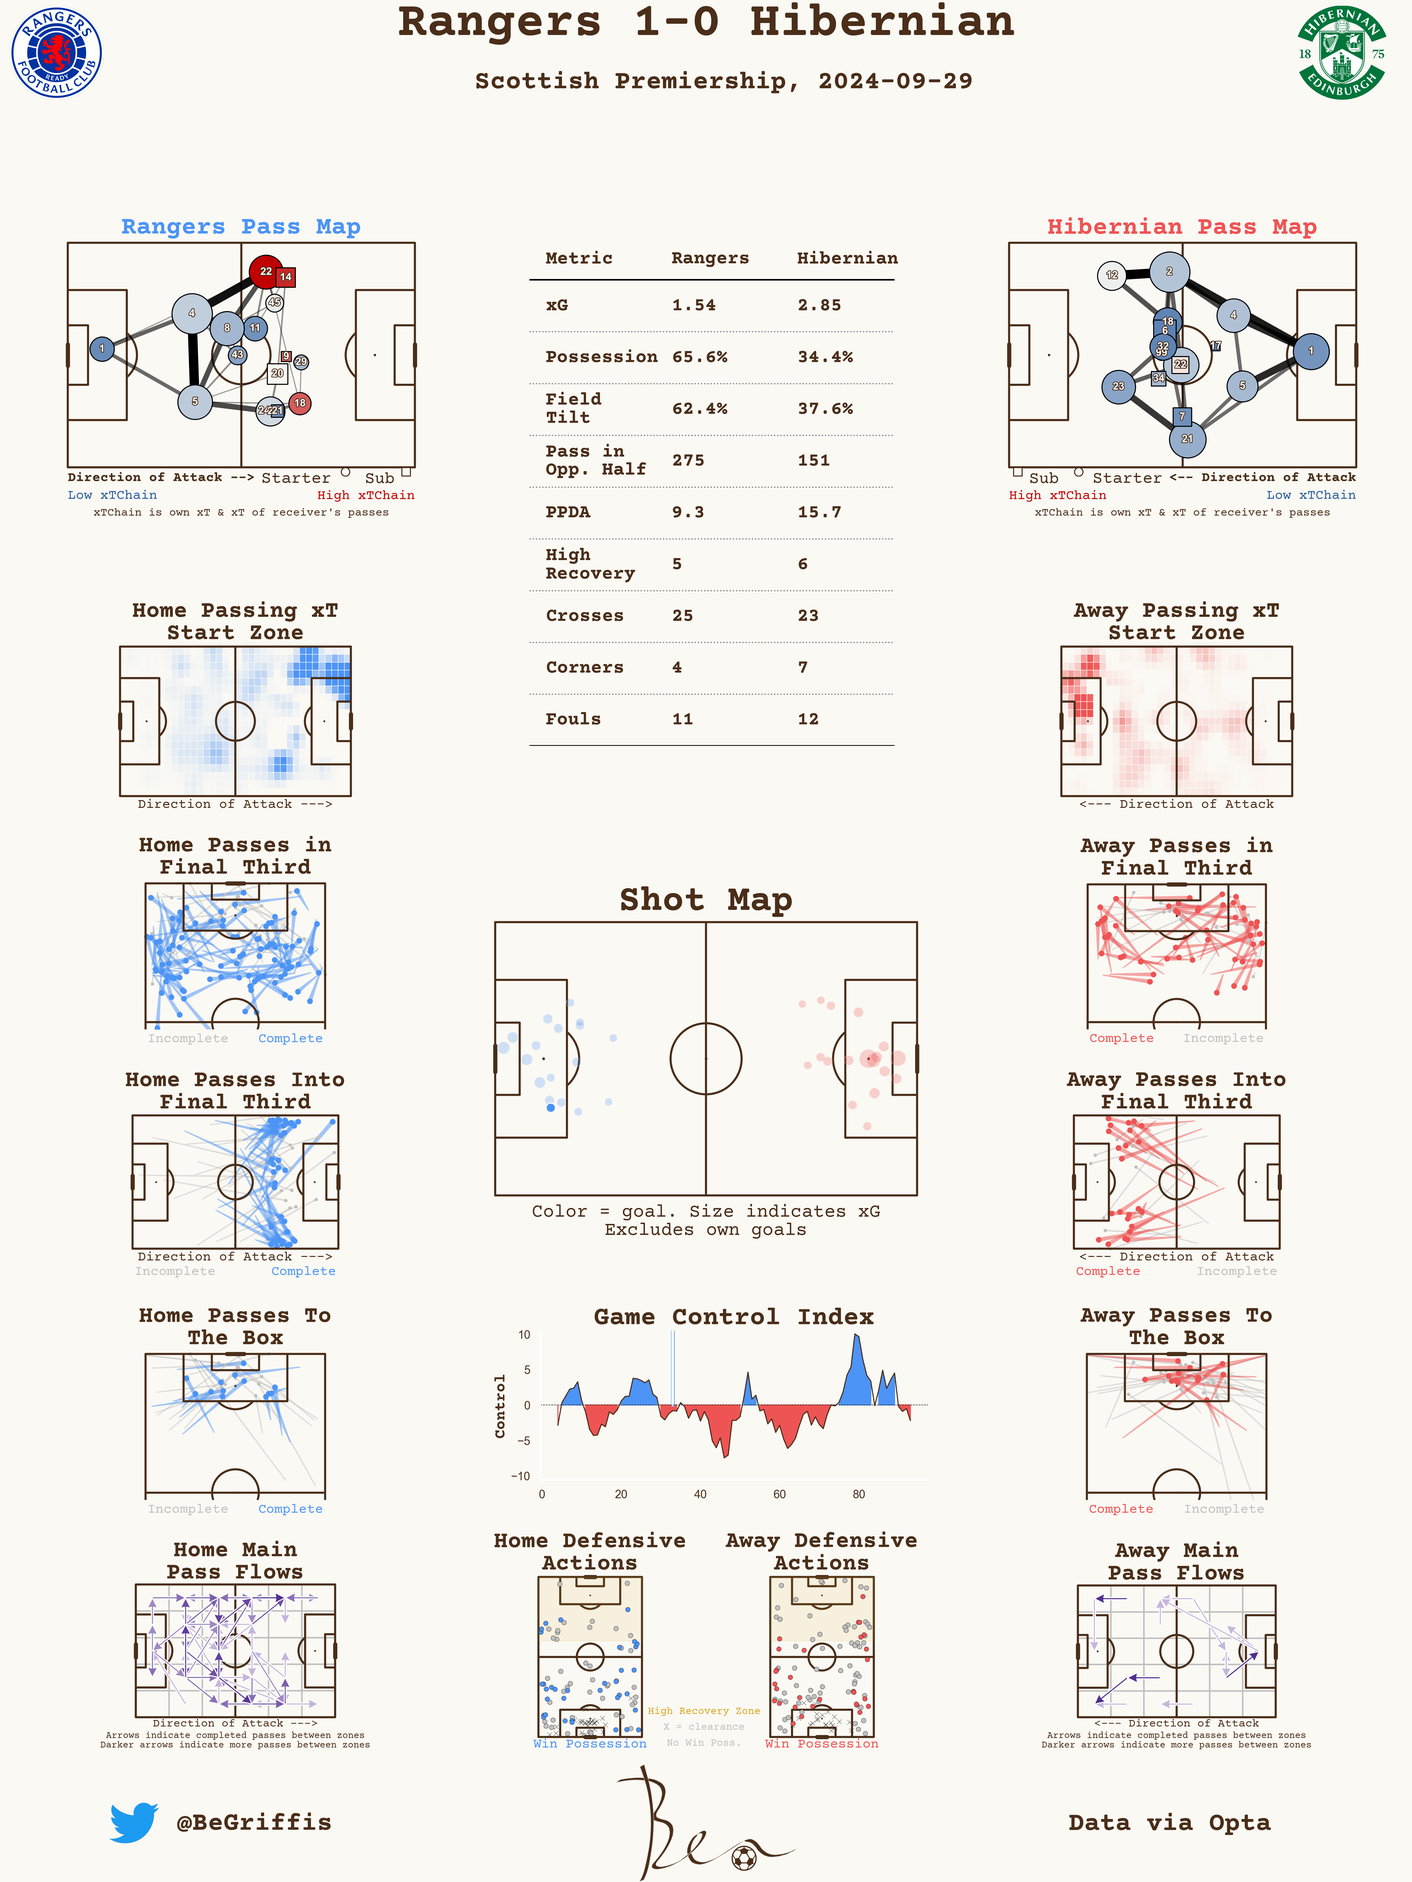 Rangers 1-0 Hibernian
Scottish Premiership, 2024-09-29
RANGERS
READY
FOOTBALL CLUB
HIBERNIAN
18 75
EDINBURGH
Rangers Pass Map
22
14
45
4
8
11
1
43
9
29
20
5
21
18
Direction of Attack --> Starter Sub
Low xTChain High xTChain
xTChain is own xT & xT of receiver's passes
Metric Rangers Hibernian
xG 1.54 2.85
Possession 65.6% 34.4%
Field
Tilt 62.4% 37.6%
Pass in
Opp. Half 275 151
PPDA 9.3 15.7
High
Recovery 5 6
Crosses 25 23
Corners 4 7
Fouls 11 12
Hibernian Pass Map
12
2
4
18
6
32
99
17
1
22
34
23
5
7
21
Sub Starter <-- Direction of Attack
High xTChain Low xTChain
xTChain is own xT & xT of receiver's passes
Home Passing xT
Start Zone
Direction of Attack --->
Away Passing xT
Start Zone
<--- Direction of Attack
Home Passes in
Final Third
Incomplete Complete
Away Passes in
Final Third
Complete Incomplete
Shot Map
Color = goal. Size indicates xG
Excludes own goals
Home Passes Into
Final Third
Direction of Attack --->
Incomplete Complete
Away Passes Into
Final Third
<--- Direction of Attack
Complete Incomplete
Home Passes To
The Box
Incomplete Complete
Game Control Index
Control
10
5
0
−5
−10
0 20 40 60 80
Away Passes To
The Box
Complete Incomplete
Home Main
Pass Flows
Direction of Attack --->
Arrows indicate completed passes between zones
Darker arrows indicate more passes between zones
Home Defensive
Actions
Win Possession
Away Defensive
Actions
Win Possession
High Recovery Zone
X = clearance
No Win Poss.
Away Main
Pass Flows
<--- Direction of Attack
Arrows indicate completed passes between zones
Darker arrows indicate more passes between zones
@BeGriffis
Ben
Data via Opta